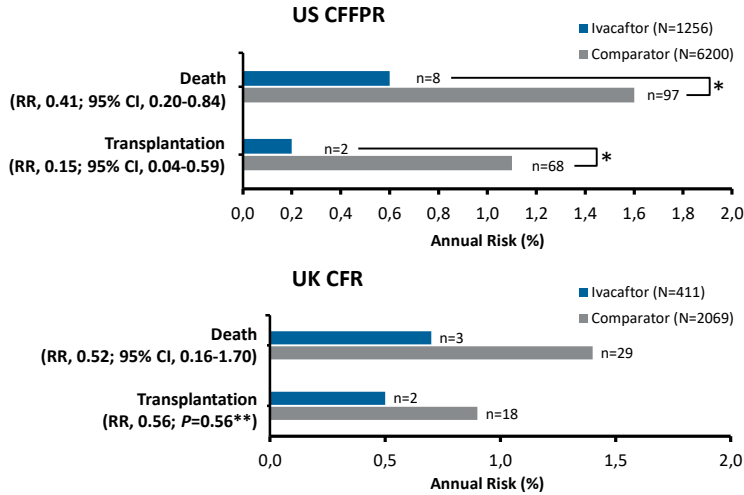 US CFFPR
Ivacaftor (N=1256)
Comparator (N=6200)
Death
(RR, 0.41; 95% CI, 0.20-0.84)
n=8
n=97
*
Transplantation
(RR, 0.15; 95% CI, 0.04-0.59)
n=2
n=68
*
0,0 0,2 0,4 0,6 0,8 1,0 1,2 1,4 1,6 1,8 2,0
Annual Risk (%)
UK CFR
Ivacaftor (N=411)
Comparator (N=2069)
Death
(RR, 0.52; 95% CI, 0.16-1.70)
n=3
n=29
Transplantation
(RR, 0.56; P=0.56**)
n=2
n=18
0,0 0,5 1,0 1,5 2,0
Annual Risk (%)